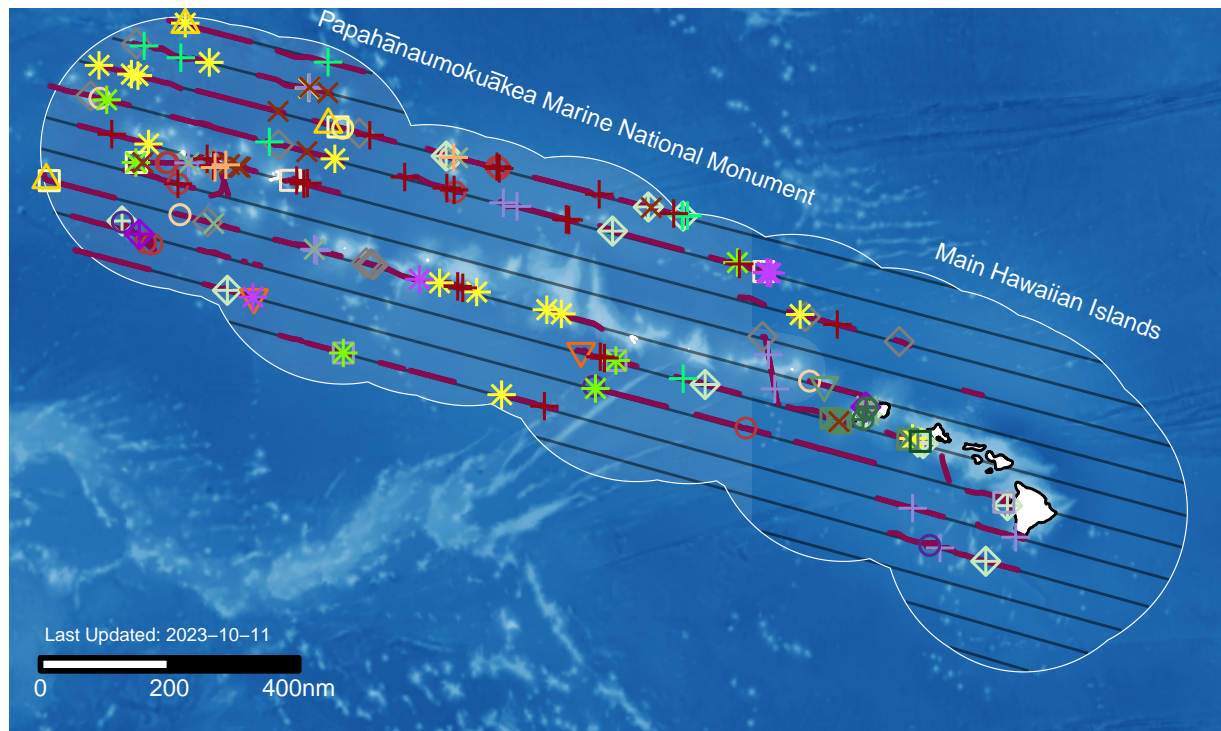 Papahānaumokuākea Marine National Monument
Main Hawaiian Islands
Last Updated: 2023−10−11
0 200 400nm